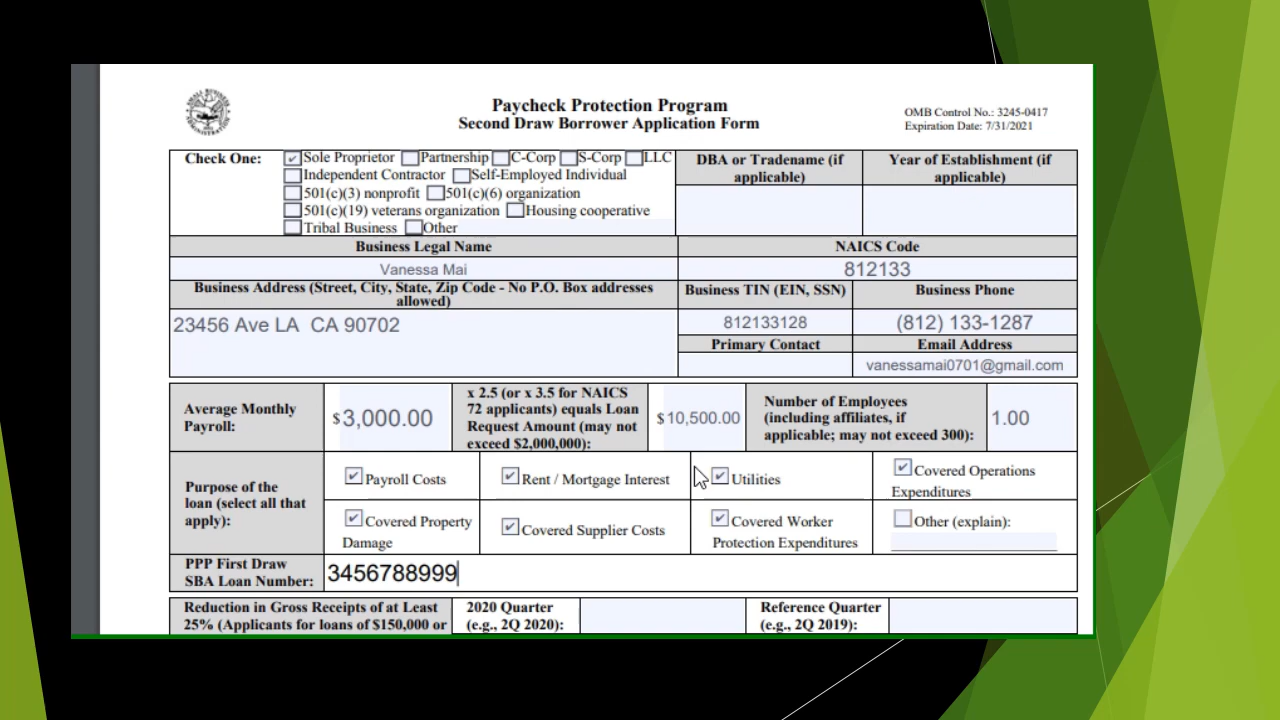 Paycheck Protection Program
Second Draw Borrower Application Form
OMB Control No.: 3245-0417
Expiration Date: 7/31/2021
Check One:
Sole Proprietor Partnership C-Corp S-Corp LLC
Independent Contractor Self-Employed Individual
501(c)(3) nonprofit 501(c)(6) organization
501(c)(19) veterans organization Housing cooperative
Tribal Business Other
DBA or Tradename (if
applicable)
Year of Establishment (if
applicable)
Business Legal Name
NAICS Code
Vanessa Mai
812133
Business Address (Street, City, State, Zip Code - No P.O. Box addresses
allowed)
Business TIN (EIN, SSN)
Business Phone
23456 Ave LA CA 90702
812133128
(812) 133-1287
Primary Contact
Email Address
vanessamai0701@gmail.com
Average Monthly
Payroll:
$3,000.00
x 2.5 (or x 3.5 for NAICS
72 applicants) equals Loan
Request Amount (may not
exceed $2,000,000):
$10,500.00
Number of Employees
(including affiliates, if
applicable; may not exceed 300):
1.00
Purpose of the
loan (select all that
apply):
Payroll Costs
Rent / Mortgage Interest
Utilities
Covered Operations
Expenditures
Covered Property
Damage
Covered Supplier Costs
Covered Worker
Protection Expenditures
Other (explain):
PPP First Draw
SBA Loan Number:
3456788999
Reduction in Gross Receipts of at Least
25% (Applicants for loans of $150,000 or
2020 Quarter
(e.g., 2Q 2020):
Reference Quarter
(e.g., 2Q 2019):